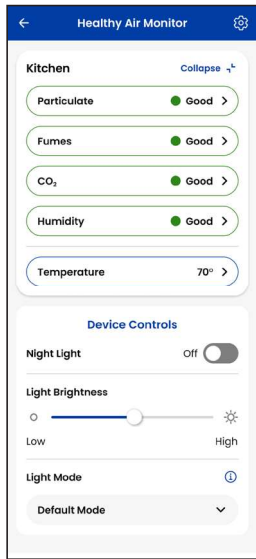 Healthy Air Monitor
Kitchen Collapse
Particulate Good
Fumes Good
CO₂ Good
Humidity Good
Temperature 70°
Device Controls
Night Light Off
Light Brightness
Low High
Light Mode
Default Mode